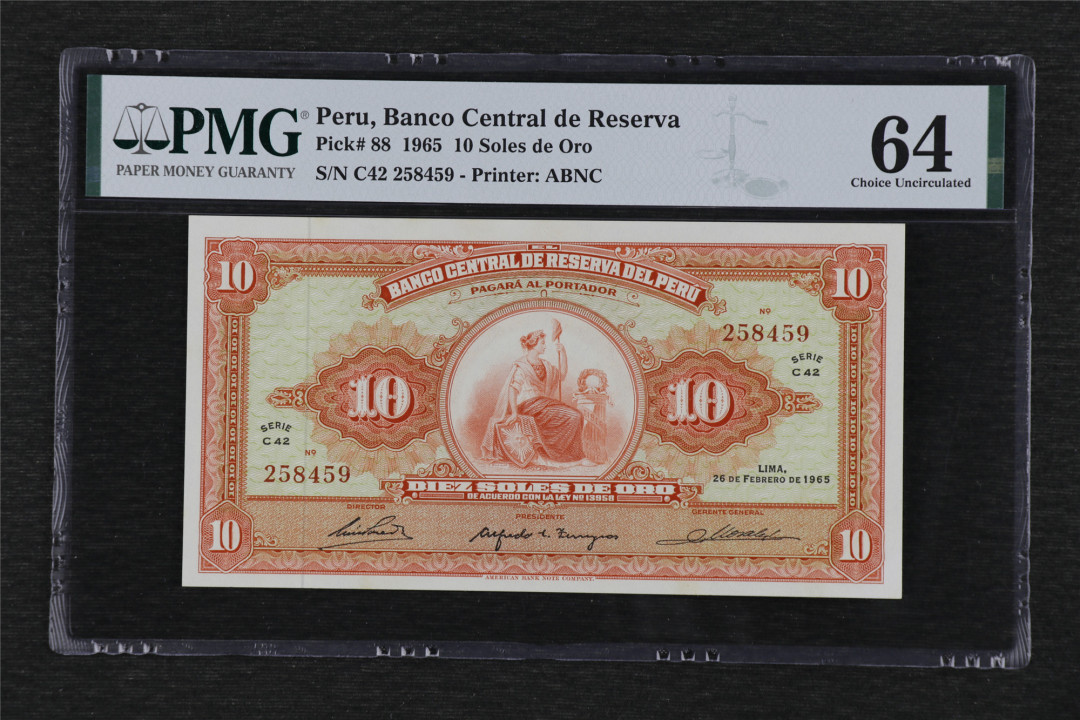 PMG®
PAPER MONEY GUARANTY
Peru, Banco Central de Reserva
Pick# 88 1965 10 Soles de Oro
S/N C42 258459 - Printer: ABNC
64
Choice Uncirculated
10
EL
BANCO CENTRAL DE RESERVA DEL PERU
PAGARÁ AL PORTADOR
10
Nº
258459
SERIE
C 42
10
10
SERIE
C 42
Nº
258459
LIMA,
26 DE FEBRERO DE 1965
DIEZ SOLES DE ORO
DE ACUERDO CON LA LEY Nº 13958
DIRECTOR
PRESIDENTE
GERENTE GENERAL
10
10
AMERICAN BANK NOTE COMPANY.